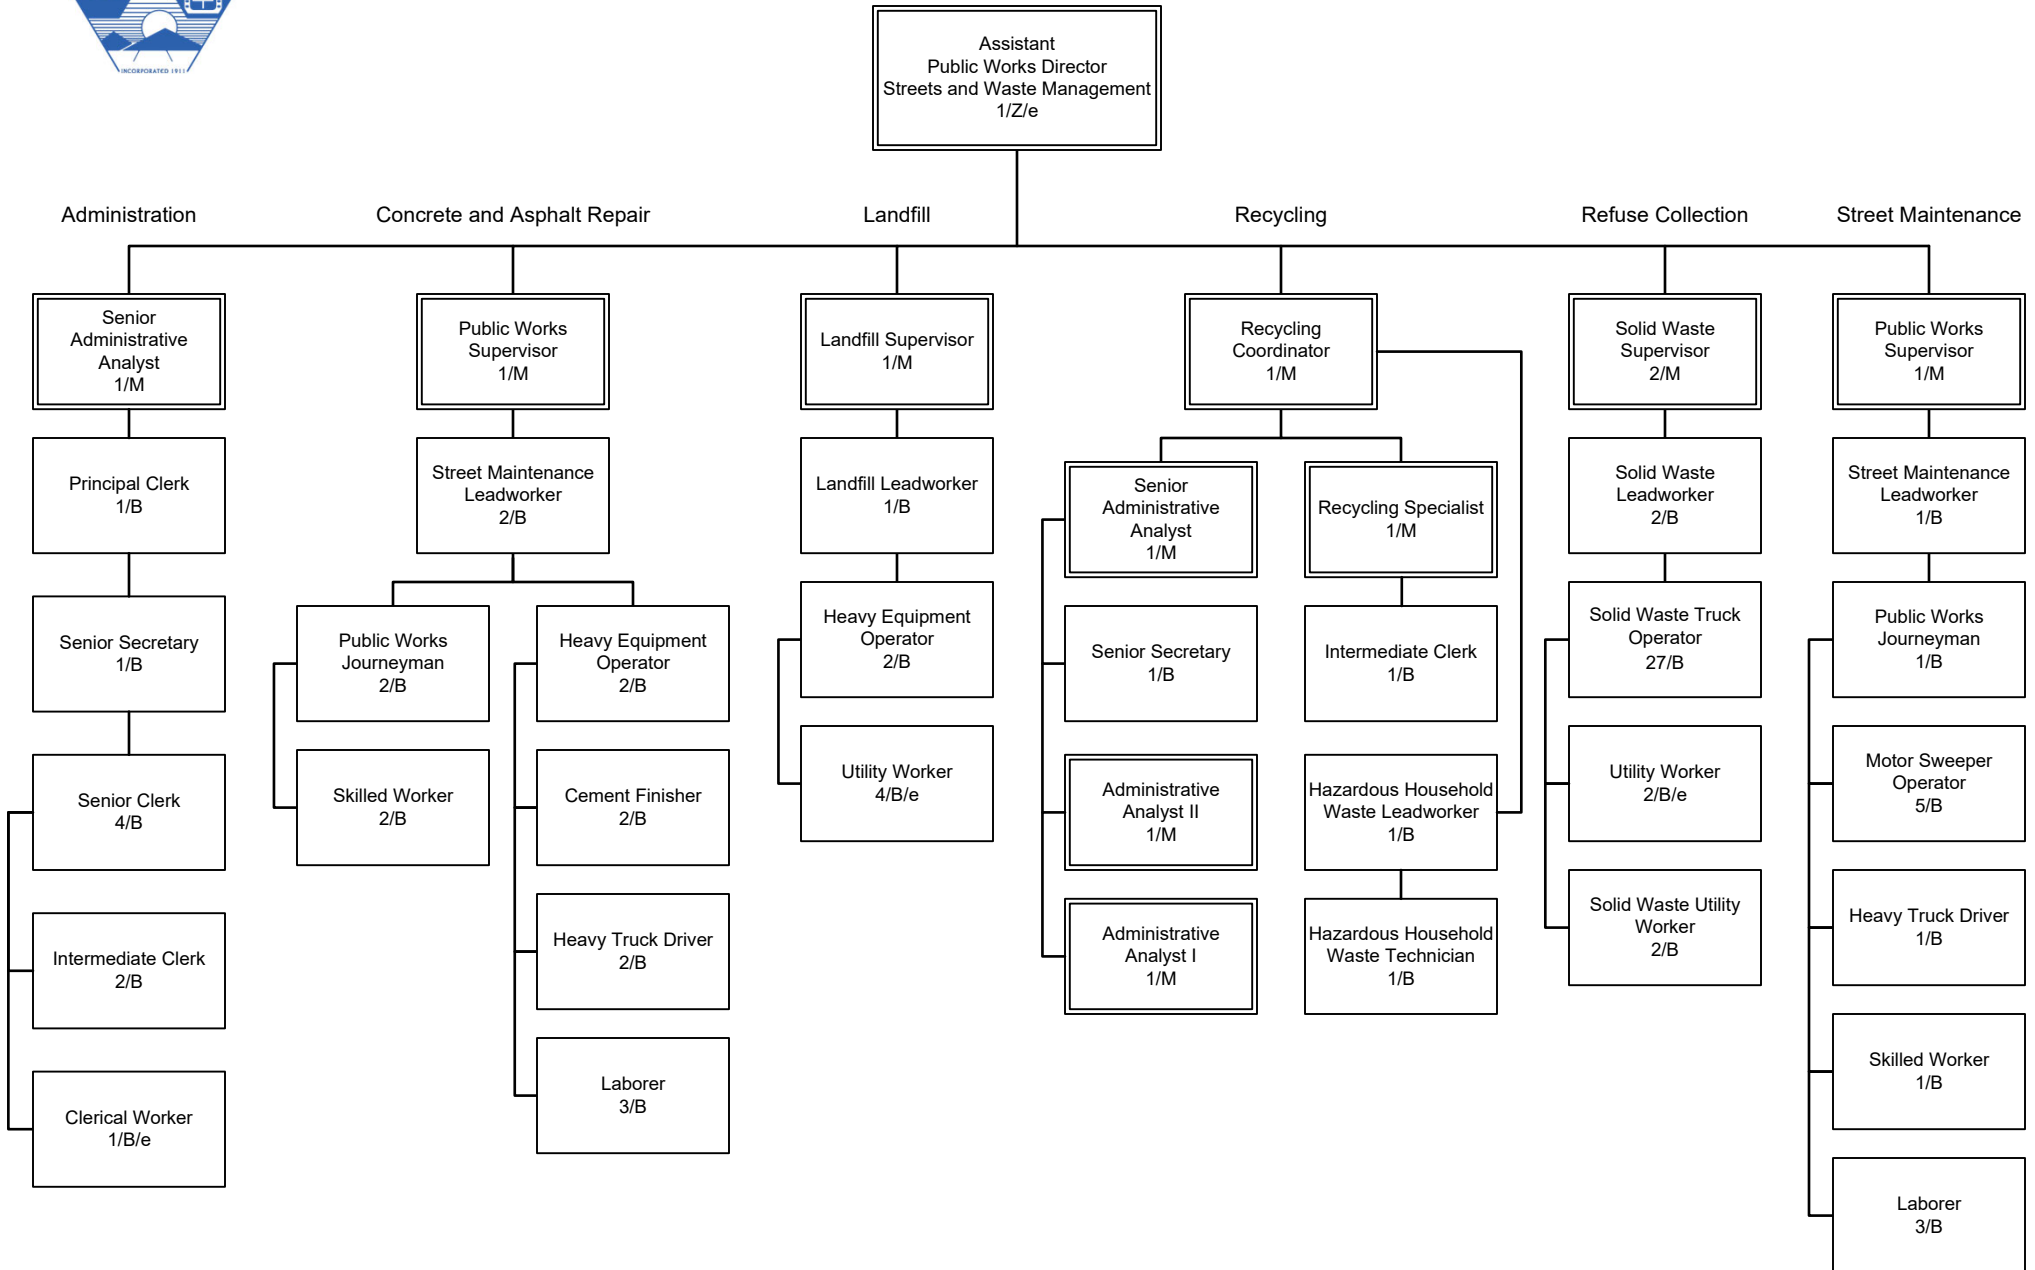 INCORPORATED 1911
Assistant
Public Works Director
Streets and Waste Management
1/Z/e
Administration
Concrete and Asphalt Repair
Landfill
Recycling
Refuse Collection
Street Maintenance
Senior
Administrative
Analyst
1/M
Public Works
Supervisor
1/M
Landfill Supervisor
1/M
Recycling
Coordinator
1/M
Solid Waste
Supervisor
2/M
Public Works
Supervisor
1/M
Principal Clerk
1/B
Street Maintenance
Leadworker
2/B
Landfill Leadworker
1/B
Senior
Administrative
Analyst
1/M
Recycling Specialist
1/M
Solid Waste
Leadworker
2/B
Street Maintenance
Leadworker
1/B
Senior Secretary
1/B
Public Works
Journeyman
2/B
Heavy Equipment
Operator
2/B
Heavy Equipment
Operator
2/B
Senior Secretary
1/B
Intermediate Clerk
1/B
Solid Waste Truck
Operator
27/B
Public Works
Journeyman
1/B
Senior Clerk
4/B
Skilled Worker
2/B
Cement Finisher
2/B
Utility Worker
4/B/e
Administrative
Analyst II
1/M
Hazardous Household
Waste Leadworker
1/B
Utility Worker
2/B/e
Motor Sweeper
Operator
5/B
Intermediate Clerk
2/B
Heavy Truck Driver
2/B
Administrative
Analyst I
1/M
Hazardous Household
Waste Technician
1/B
Solid Waste Utility
Worker
2/B
Heavy Truck Driver
1/B
Clerical Worker
1/B/e
Laborer
3/B
Skilled Worker
1/B
Laborer
3/B